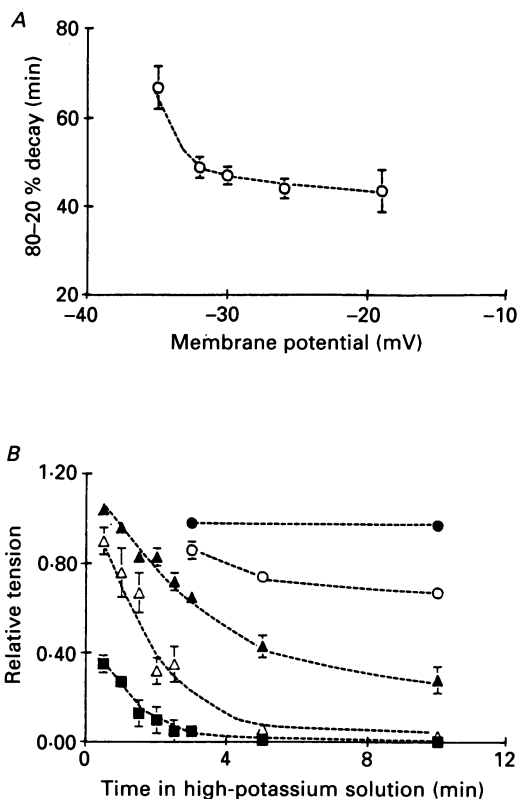 A
80
60
40
20
80–20 % decay (min)
−40 −30 −20 −10
Membrane potential (mV)
B
1·20
0·80
0·40
0·00
Relative tension
0 4 8 12
Time in high-potassium solution (min)